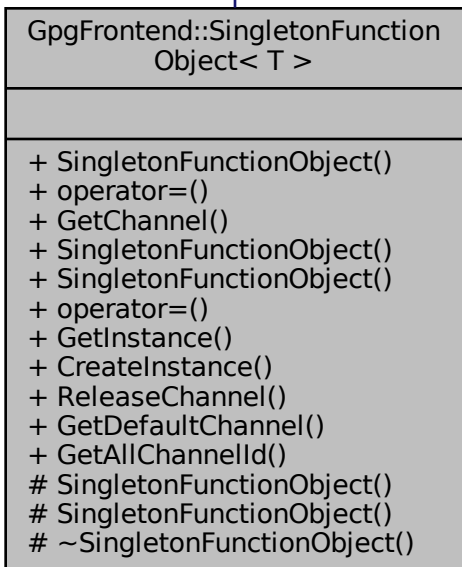 GpgFrontend::SingletonFunction
Object< T >
+ SingletonFunctionObject()
+ operator=()
+ GetChannel()
+ SingletonFunctionObject()
+ SingletonFunctionObject()
+ operator=()
+ GetInstance()
+ CreateInstance()
+ ReleaseChannel()
+ GetDefaultChannel()
+ GetAllChannelId()
# SingletonFunctionObject()
# SingletonFunctionObject()
# ~SingletonFunctionObject()